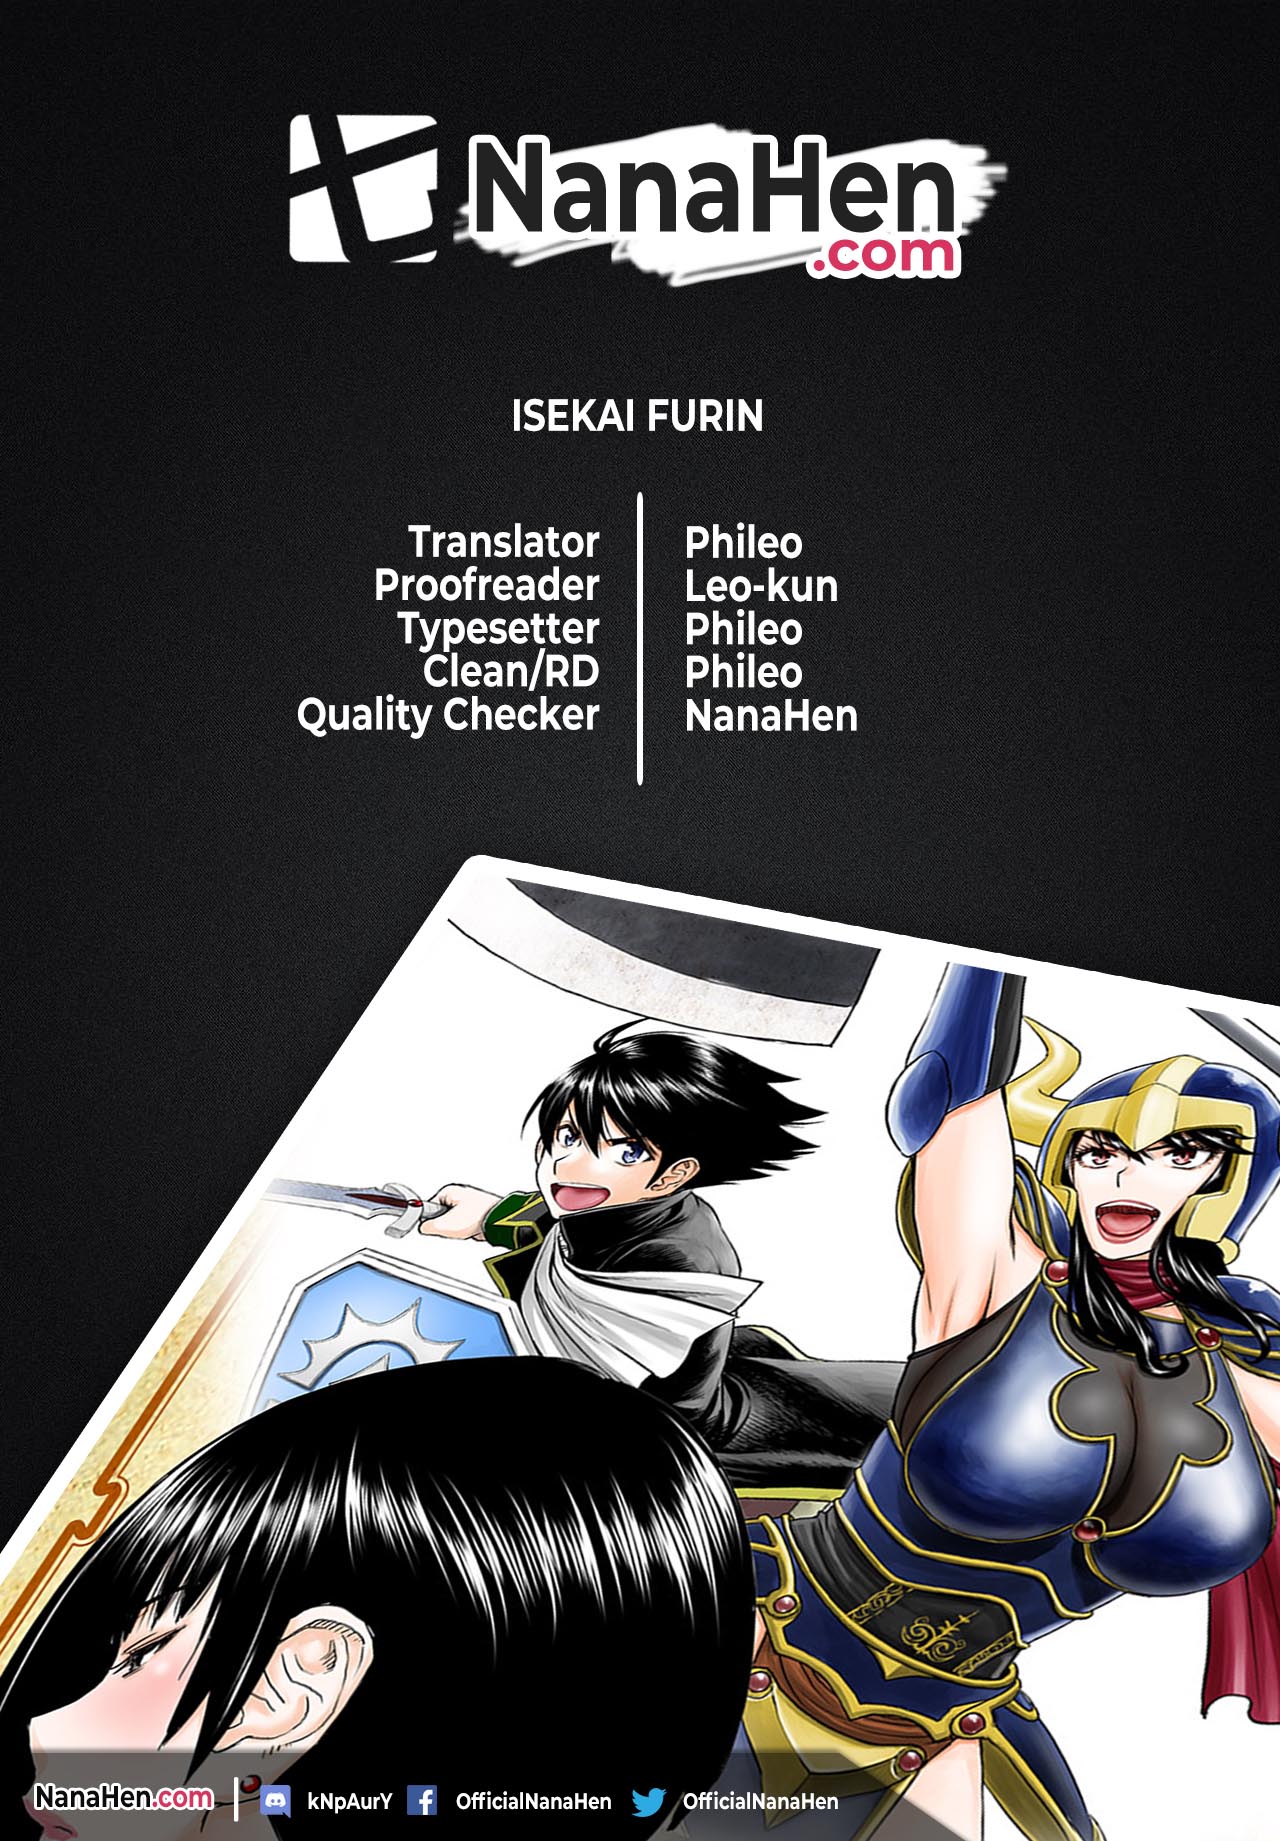 NanaHen
.com
ISEKAI FURIN
Translator Phileo
Proofreader Leo-kun
Typesetter Phileo
Clean/RD Phileo
Quality Checker NanaHen
NanaHen.com kNpAurY OfficialNanaHen OfficialNanaHen